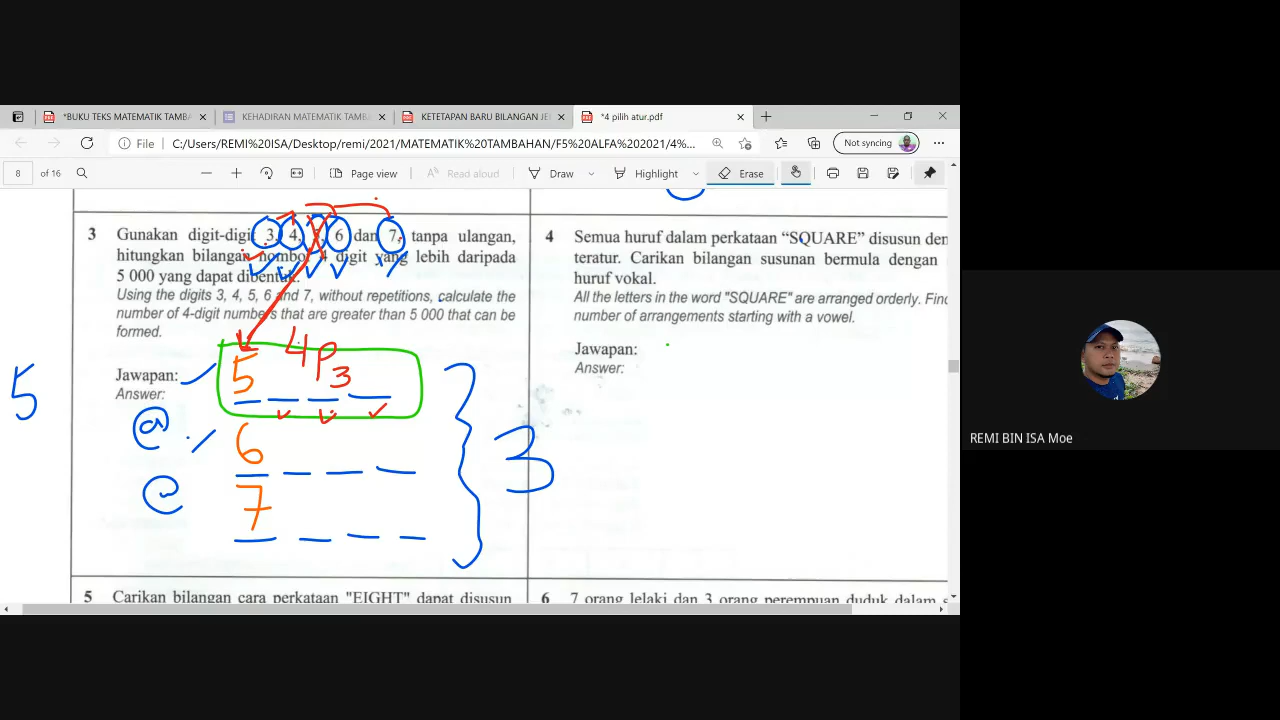 *BUKU TEKS MATEMATIK TAMBA
KEHADIRAN MATEMATIK TAMBA
KETETAPAN BARU BILANGAN JE
*4 pilih atur.pdf
File
C:/Users/REMI%20ISA/Desktop/remi/2021/MATEMATIK%20TAMBAHAN/F5%20ALFA%202021/4%...
Not syncing
8 of 16
Page view
Read aloud
Draw
Highlight
Erase
3 Gunakan digit-digit 3, 4, 5, 6 dan 7, tanpa ulangan,
hitungkan bilangan nombor 4 digit yang lebih daripada
5 000 yang dapat dibentuk.
Using the digits 3, 4, 5, 6 and 7, without repetitions, calculate the
number of 4-digit numbers that are greater than 5 000 that can be
formed.
Jawapan:
Answer:
5
4P3
5
@
6
@
7
3
4 Semua huruf dalam perkataan “SQUARE” disusun den
teratur. Carikan bilangan susunan bermula dengan
huruf vokal.
All the letters in the word "SQUARE" are arranged orderly. Find
number of arrangements starting with a vowel.
Jawapan:
Answer:
5 Carikan bilangan cara perkataan "EIGHT" dapat disusun
6 7 orang lelaki dan 3 orang perempuan duduk dalam s
REMI BIN ISA Moe